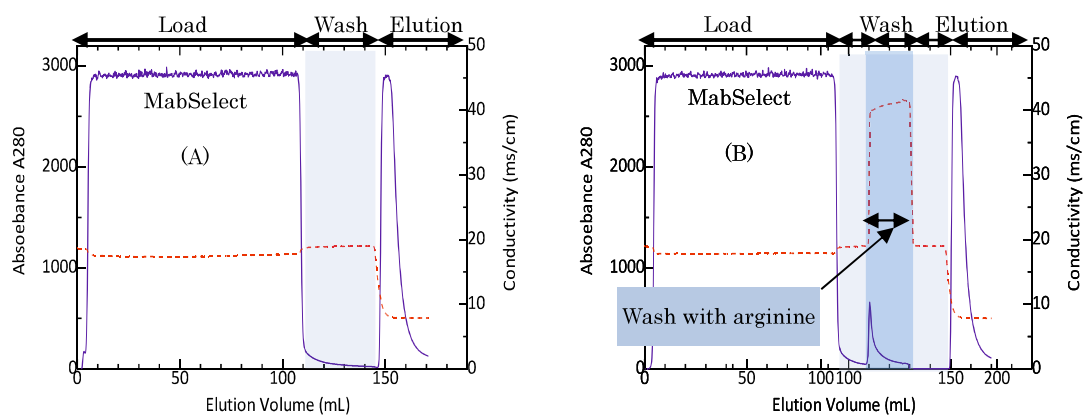 Load Wash Elution
3000
2000
1000
0
50
40
30
20
10
0
MabSelect
(A)
Absoebance A280
Conductivity (ms/cm)
0 50 100 150
Elution Volume (mL)
Load Wash Elution
3000
2000
1000
0
50
40
30
20
10
0
MabSelect
(B)
Wash with arginine
Absoebance A280
Conductivity (ms/cm)
0 50 100 100 150 200
Elution Volume (mL)